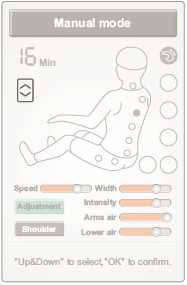 Manual mode
16 Min
Speed Width
Adjustment Intensity
Arms air
Shoulder Lower air
"Up&Down" to select,"OK" to confirm.